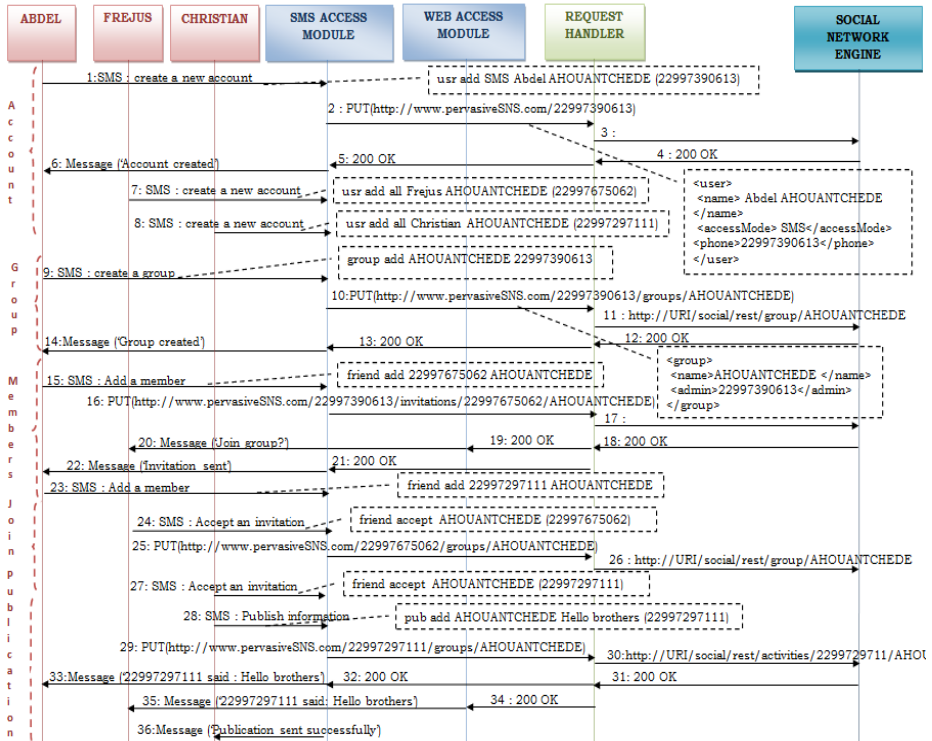 ABDEL
FREJUS
CHRISTIAN
SMS ACCESS
MODULE
WEB ACCESS
MODULE
REQUEST
HANDLER
SOCIAL
NETWORK
ENGINE
Account
1:SMS : create a new account
usr add SMS Abdel AHOUANTCHEDE (22997390613)
2 : PUT(http://www.pervasiveSNS.com/22997390613)
3 :
4 : 200 OK
5: 200 OK
6: Message ('Account created')
7: SMS : create a new account
usr add all Frejus AHOUANTCHEDE (22997675062)
8: SMS : create a new account
usr add all Christian AHOUANTCHEDE (22997297111)
<user>
<name> Abdel AHOUANTCHEDE
</name>
<accessMode> SMS</accessMode>
<phone>22997390613</phone>
</user>
Group
9: SMS : create a group
group add AHOUANTCHEDE 22997390613
10:PUT(http://www.pervasiveSNS.com/22997390613/groups/AHOUANTCHEDE)
11 : http://URI/social/rest/group/AHOUANTCHEDE
12: 200 OK
13: 200 OK
14:Message ('Group created')
<group>
<name>AHOUANTCHEDE </name>
<admin>22997390613</admin>
</group>
Members Join publication
15: SMS : Add a member
friend add 22997675062 AHOUANTCHEDE
16: PUT(http://www.pervasiveSNS.com/22997390613/invitations/22997675062/AHOUANTCHEDE)
17 :
18: 200 OK
19: 200 OK
20: Message ('Join group?')
21: 200 OK
22: Message ('Invitation sent')
23: SMS : Add a member
friend add 22997297111 AHOUANTCHEDE
24: SMS : Accept an invitation
friend accept AHOUANTCHEDE (22997675062)
25: PUT(http://www.pervasiveSNS.com/22997675062/groups/AHOUANTCHEDE)
26 : http://URI/social/rest/group/AHOUANTCHEDE
27: SMS : Accept an invitation
friend accept AHOUANTCHEDE (22997297111)
28: SMS : Publish information
pub add AHOUANTCHEDE Hello brothers (22997297111)
29: PUT(http://www.pervasiveSNS.com/22997297111/groups/AHOUANTCHEDE)
30:http://URI/social/rest/activities/2299729711/AHOU
31: 200 OK
32: 200 OK
33:Message ('22997297111 said : Hello brothers')
34 : 200 OK
35: Message ('22997297111 said: Hello brothers')
36:Message ('Publication sent successfully')